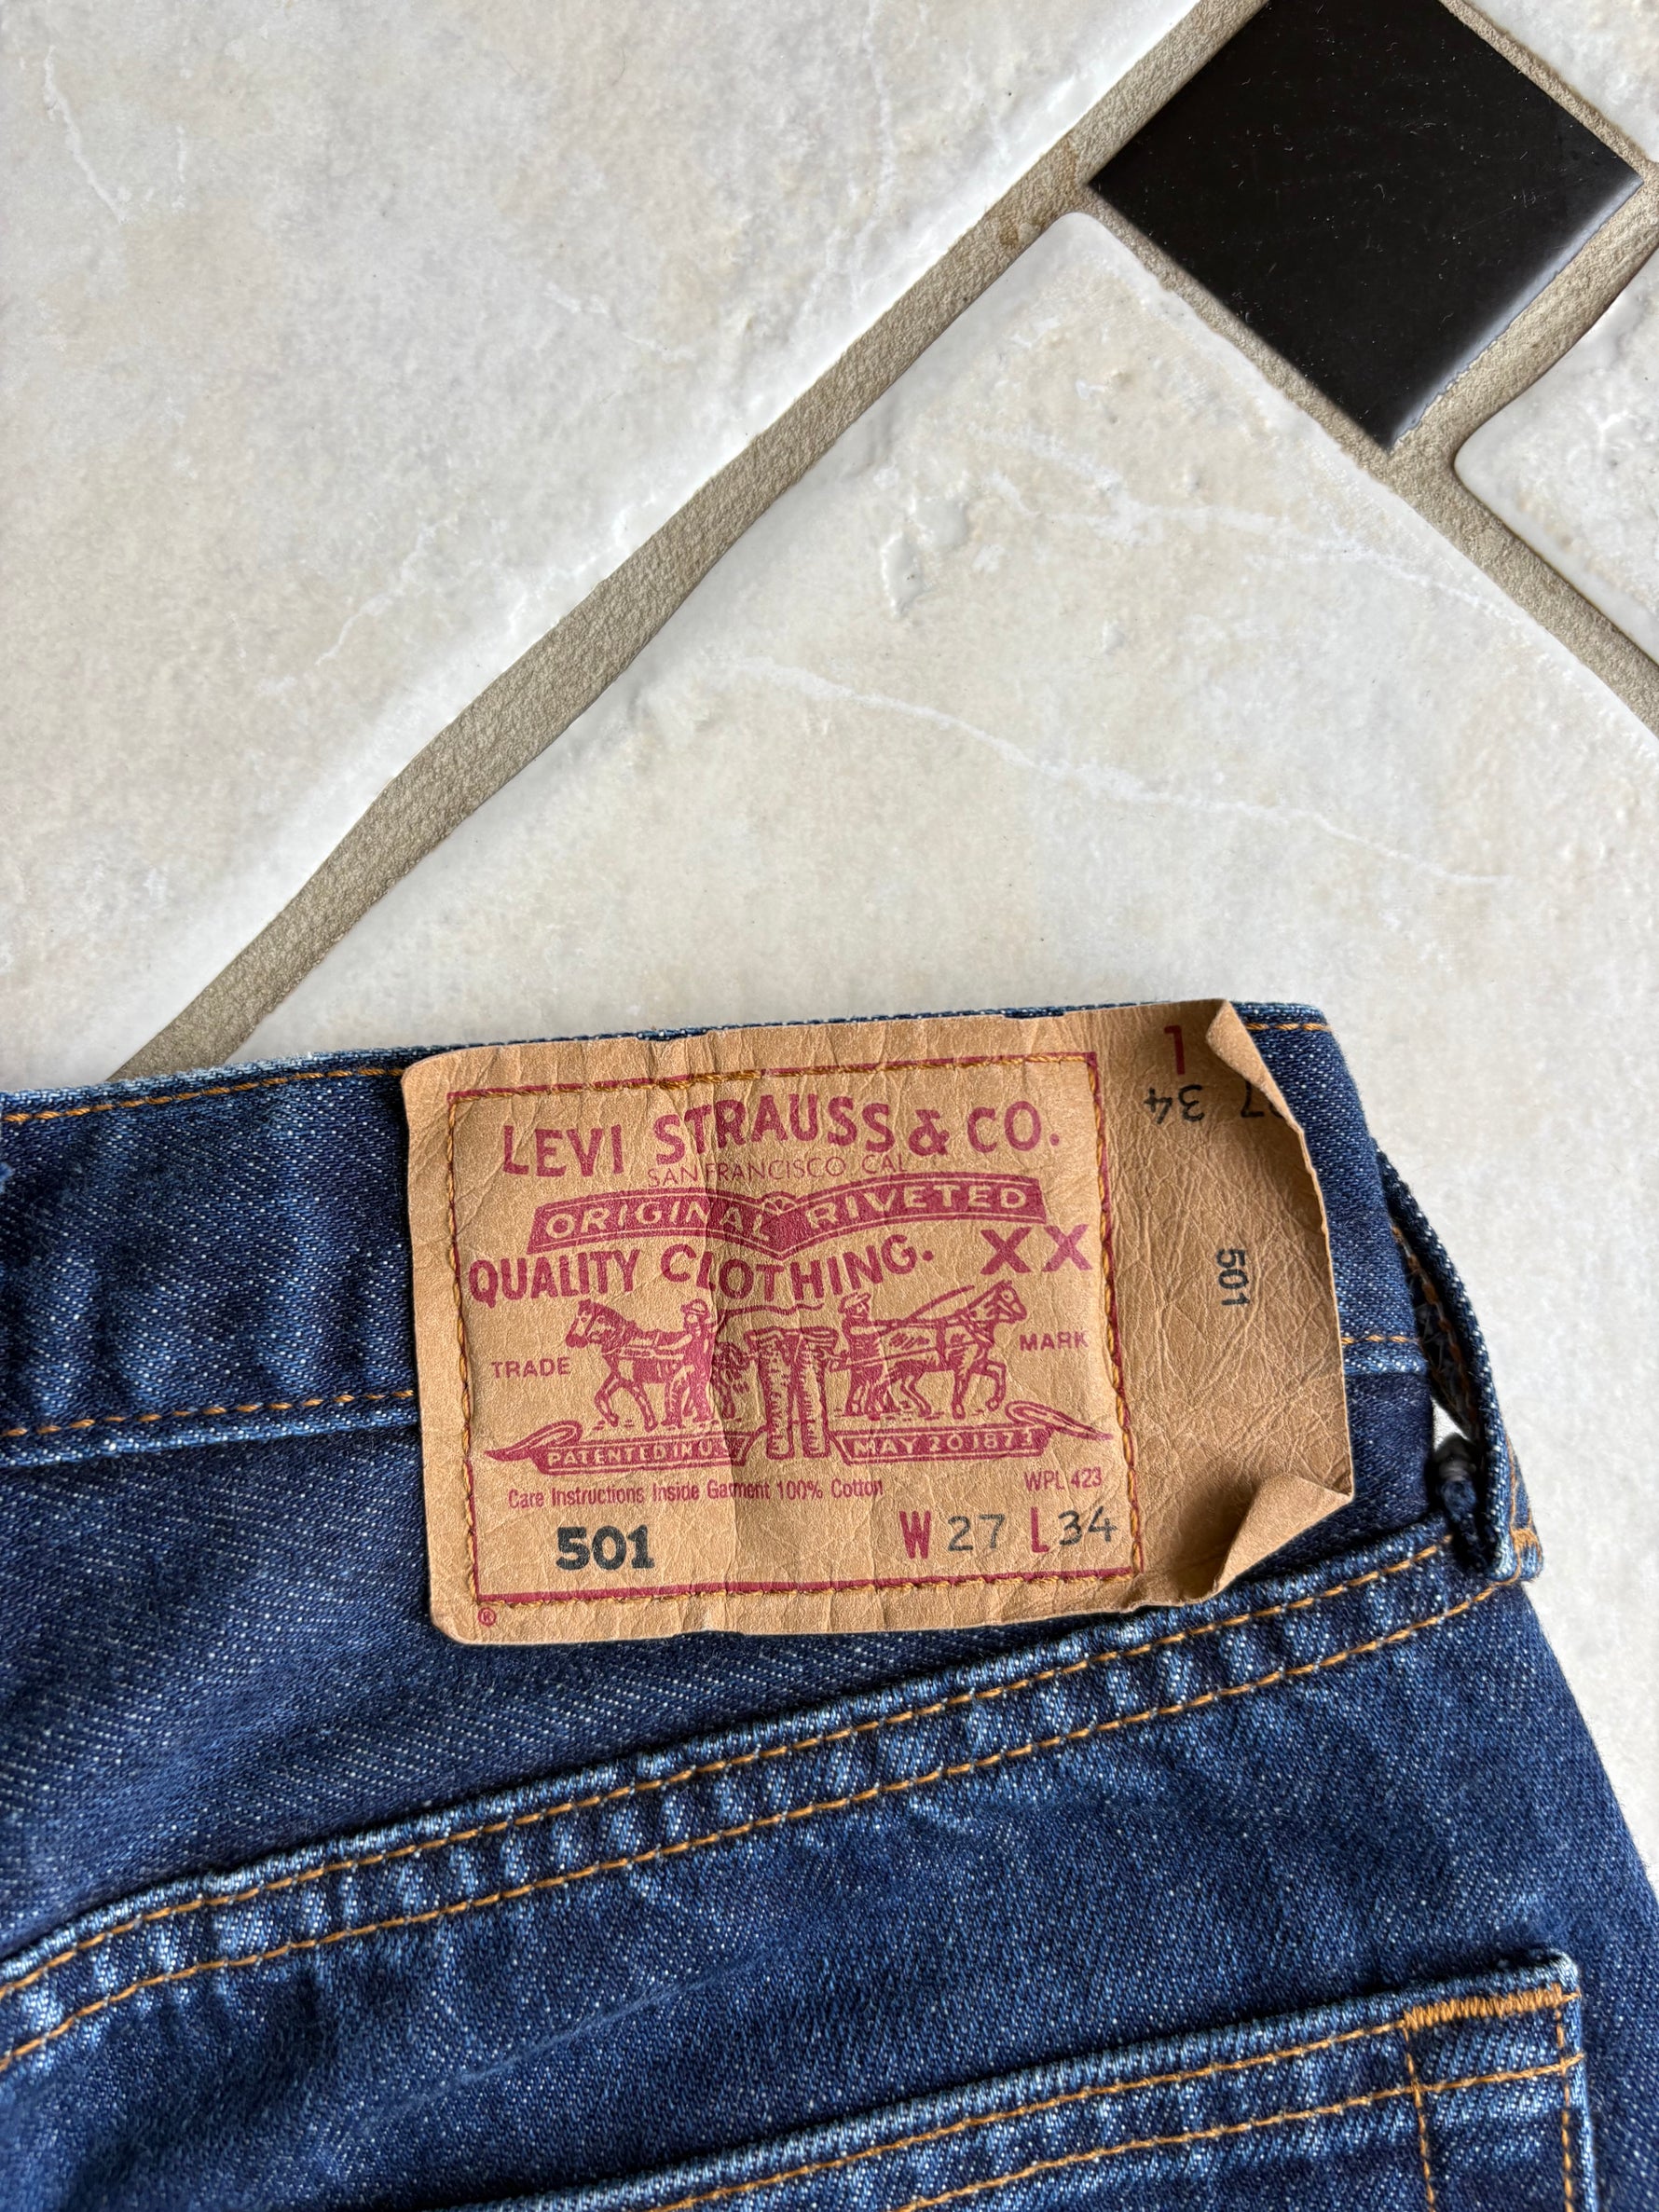 LEVI STRAUSS & CO.
SAN FRANCISCO CAL
ORIGINAL RIVETED
QUALITY CLOTHING. XX
TRADE MARK
PATENTED IN U.S. MAY 20 1873
Care Instructions Inside Garment 100% Cotton WPL 423
501 W 27 L 34
®
L
34
501